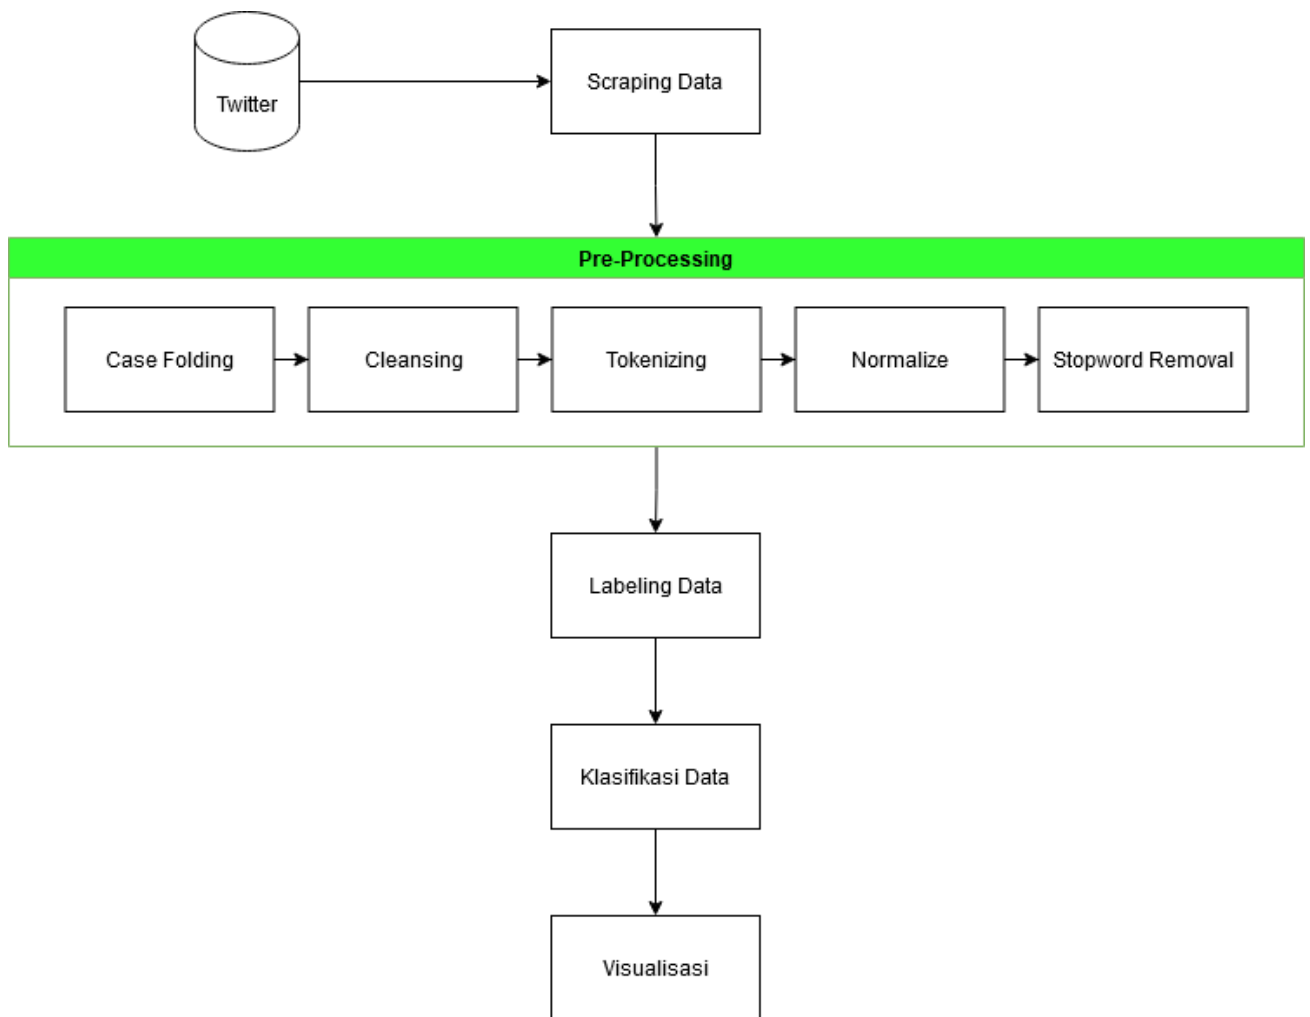 Twitter
Scraping Data
Pre-Processing
Case Folding
Cleansing
Tokenizing
Normalize
Stopword Removal
Labeling Data
Klasifikasi Data
Visualisasi